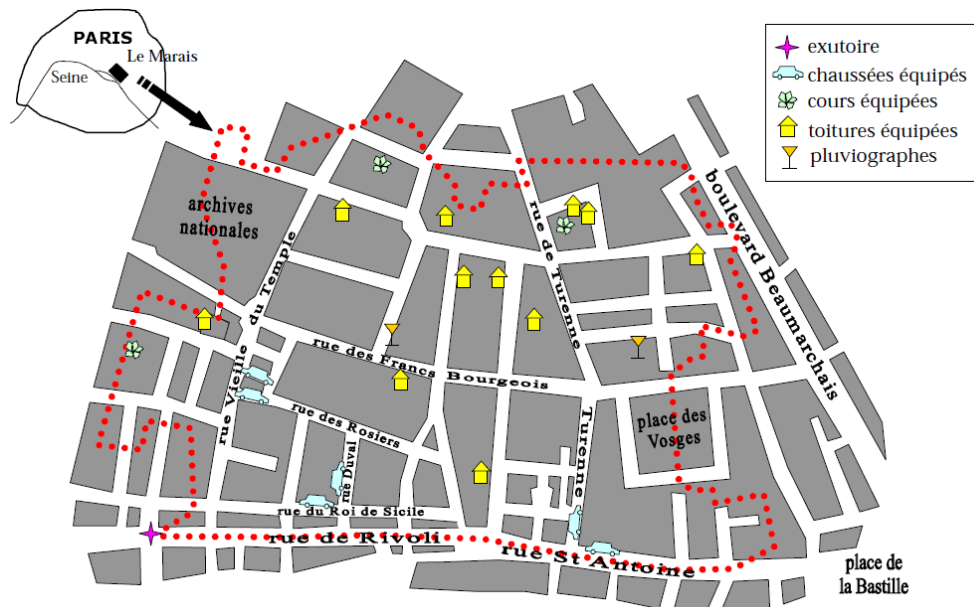 PARIS
Le Marais
Seine
exutoire
chaussées équipés
cours équipées
toitures équipées
pluviographes
archives
nationales
rue Vieille
du Temple
rue de Turenne
boulevard Beaumarchais
rue des Francs Bourgeois
rue des Rosiers
rue Duval
rue du Roi de Sicile
Turenne
place des
Vosges
rue de Rivoli
rue St Antoine
place de
la Bastille